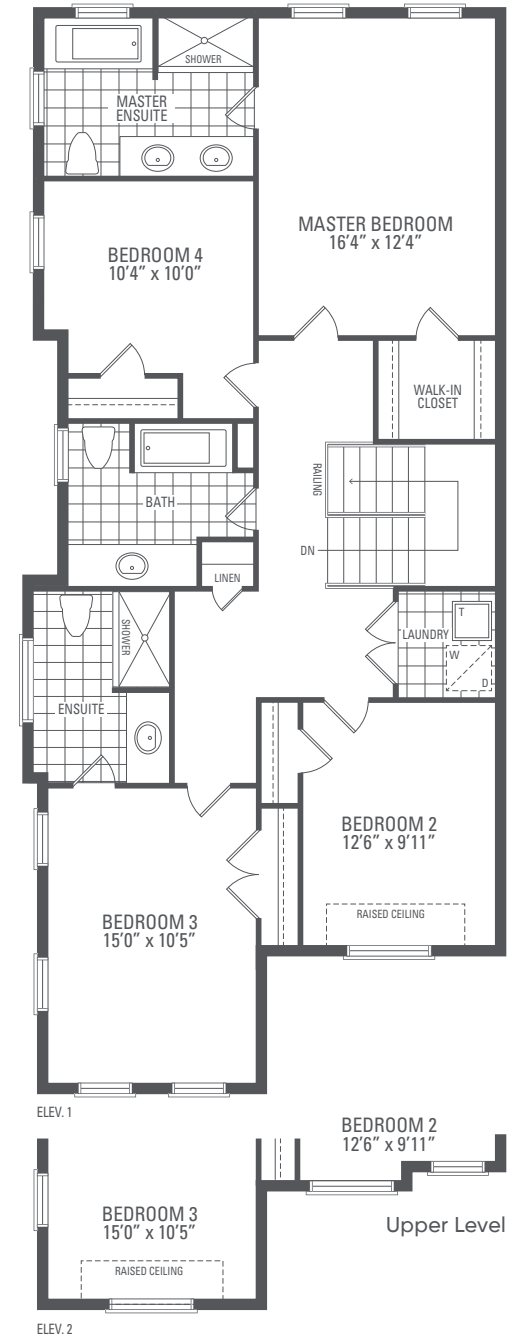 SHOWER
MASTER
ENSUITE
MASTER BEDROOM
16'4" x 12'4"
BEDROOM 4
10'4" x 10'0"
WALK-IN
CLOSET
RAILING
BATH
DN
LINEN
SHOWER
LAUNDRY
T
W
D
ENSUITE
BEDROOM 2
12'6" x 9'11"
RAISED CEILING
BEDROOM 3
15'0" x 10'5"
ELEV. 1
BEDROOM 2
12'6" x 9'11"
BEDROOM 3
15'0" x 10'5"
Upper Level
RAISED CEILING
ELEV. 2